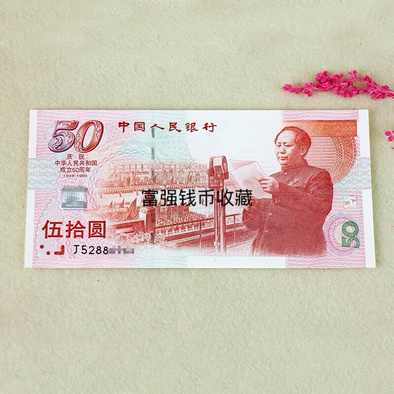 50
中国人民银行
庆祝
中华人民共和国
成立50周年
1949-1999
富强钱币收藏
伍拾圆
J5288
50